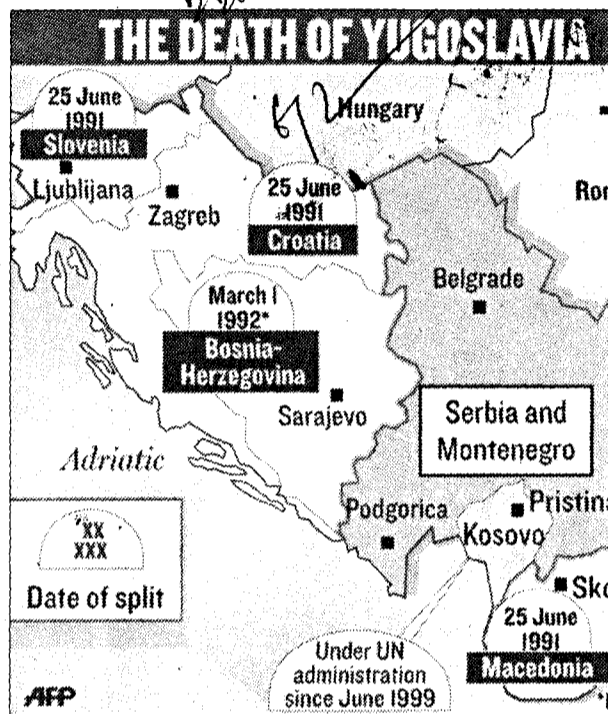 THE DEATH OF YUGOSLAVIA
25 June
1991
Slovenia
Ljublijana
Zagreb
Hungary
25 June
1991
Croatia
Belgrade
March 1
1992*
Bosnia-
Herzegovina
Sarajevo
Serbia and
Montenegro
Adriatic
Podgorica
Pristina
Kosovo
XX
XXX
Date of split
25 June
1991
Macedonia
Under UN
administration
since June 1999
AFP